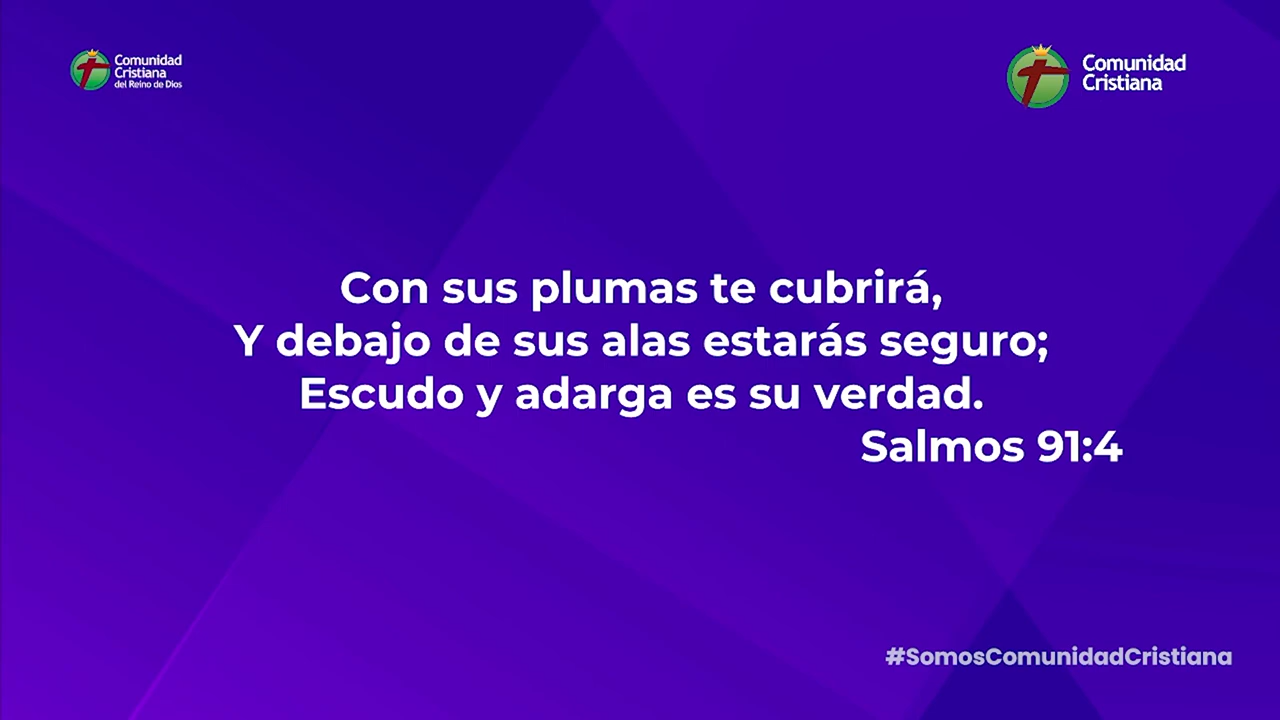 Comunidad
Cristiana
del Reino de Dios
Comunidad
Cristiana
Con sus plumas te cubrirá,
Y debajo de sus alas estarás seguro;
Escudo y adarga es su verdad.
Salmos 91:4
#SomosComunidadCristiana